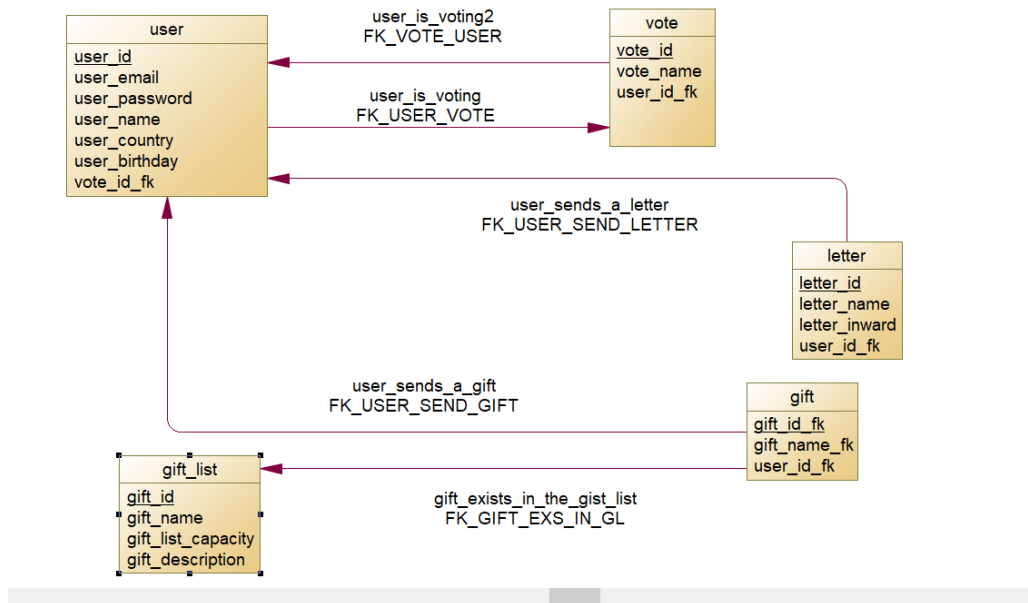 user
user_id
user_email
user_password
user_name
user_country
user_birthday
vote_id_fk
user_is_voting2
FK_VOTE_USER
user_is_voting
FK_USER_VOTE
vote
vote_id
vote_name
user_id_fk
user_sends_a_letter
FK_USER_SEND_LETTER
letter
letter_id
letter_name
letter_inward
user_id_fk
user_sends_a_gift
FK_USER_SEND_GIFT
gift
gift_id_fk
gift_name_fk
user_id_fk
gift_list
gift_id
gift_name
gift_list_capacity
gift_description
gift_exists_in_the_gist_list
FK_GIFT_EXS_IN_GL